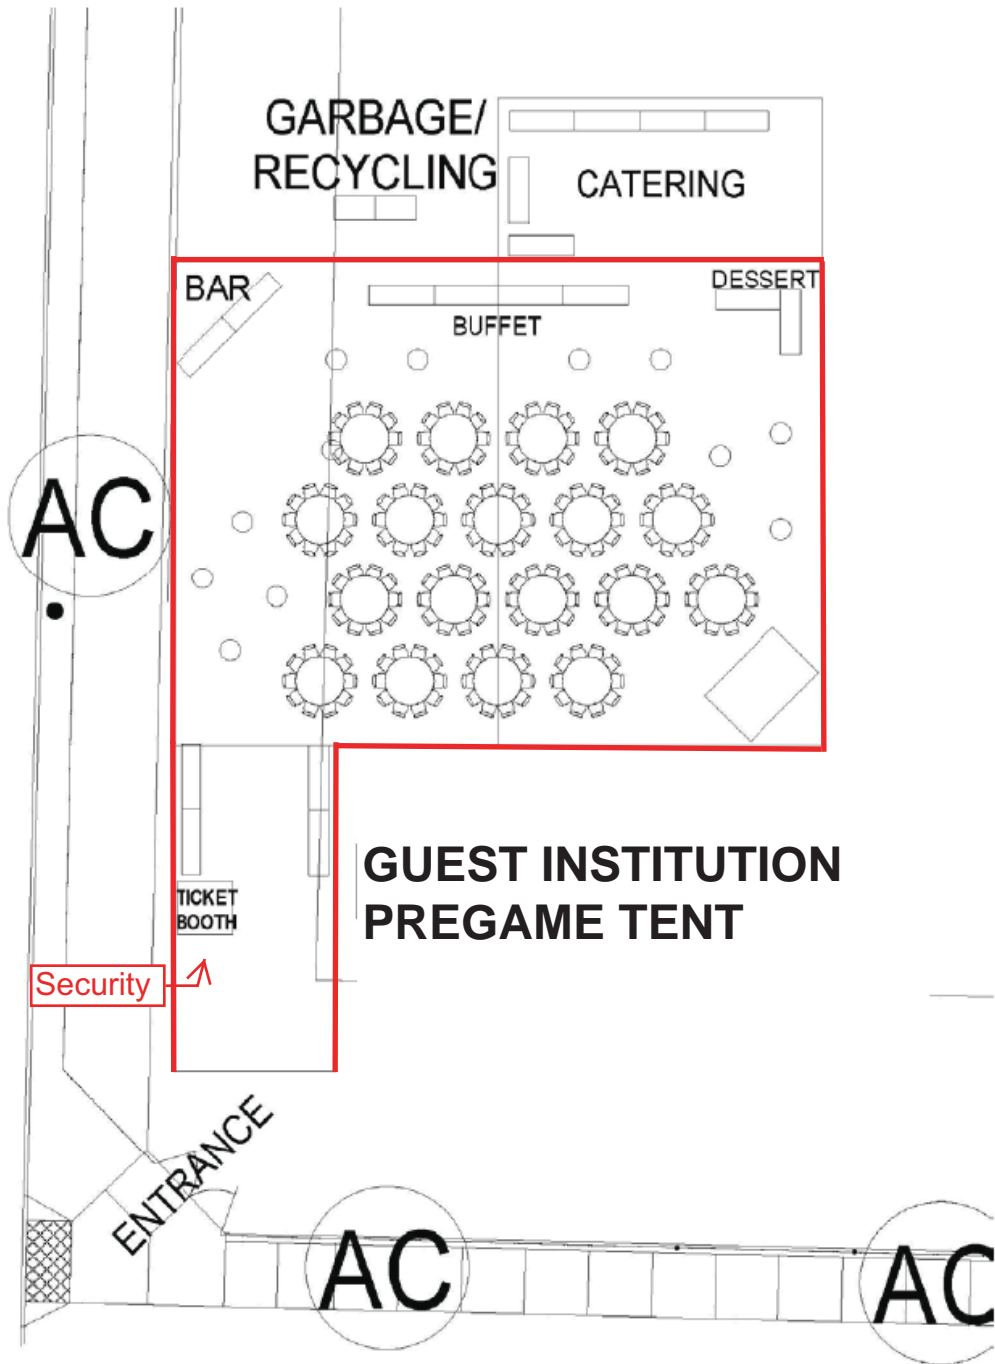 GARBAGE/
RECYCLING
CATERING
BAR
DESSERT
BUFFET
AC
GUEST INSTITUTION
PREGAME TENT
TICKET
BOOTH
Security
ENTRANCE
AC
AC